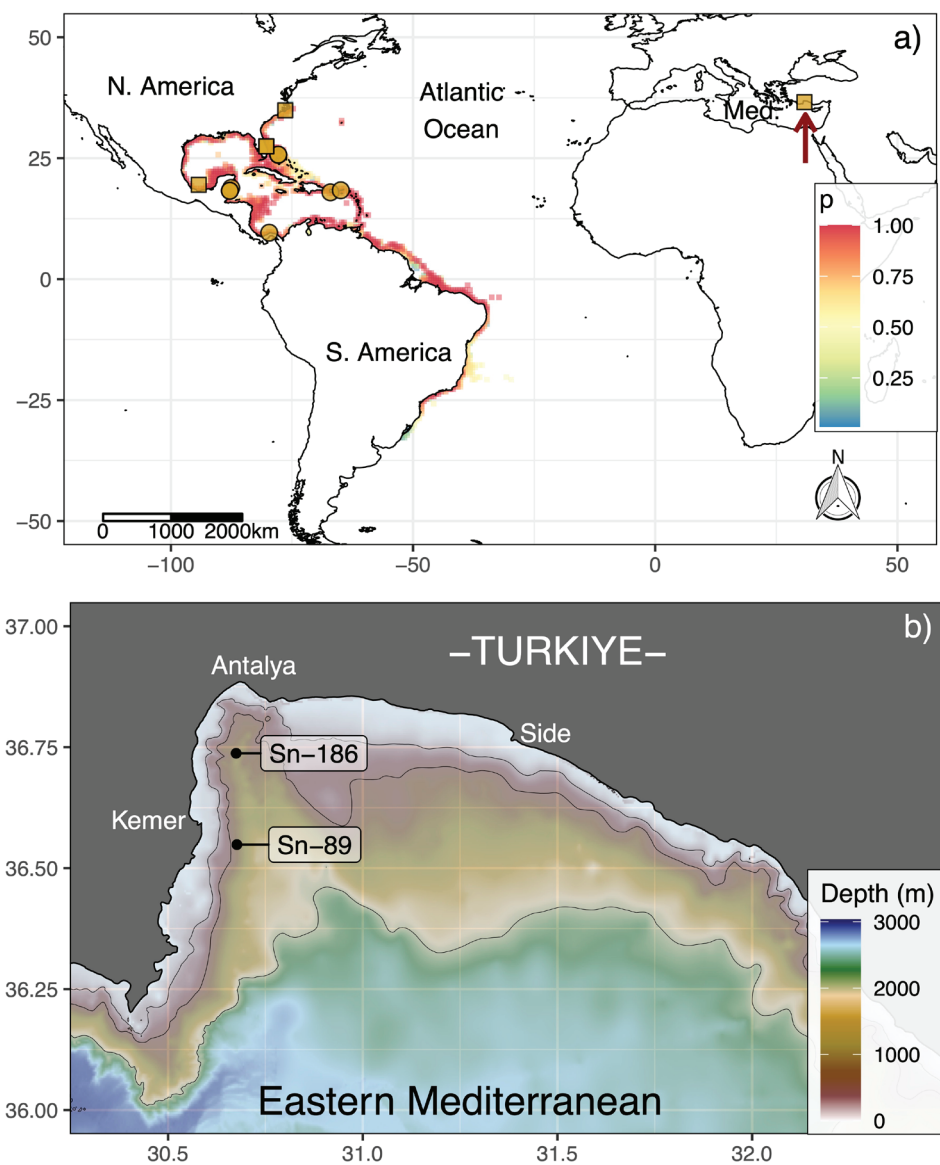 a)
50
25
0
−25
−50
N. America
Atlantic
Ocean
Med.
S. America
p
1.00
0.75
0.50
0.25
N
0 1000 2000km
−100 −50 0 50
b)
37.00
36.75
36.50
36.25
36.00
−TURKIYE−
Antalya
Side
Sn−186
Kemer
Sn−89
Depth (m)
3000
2000
1000
0
Eastern Mediterranean
30.5 31.0 31.5 32.0